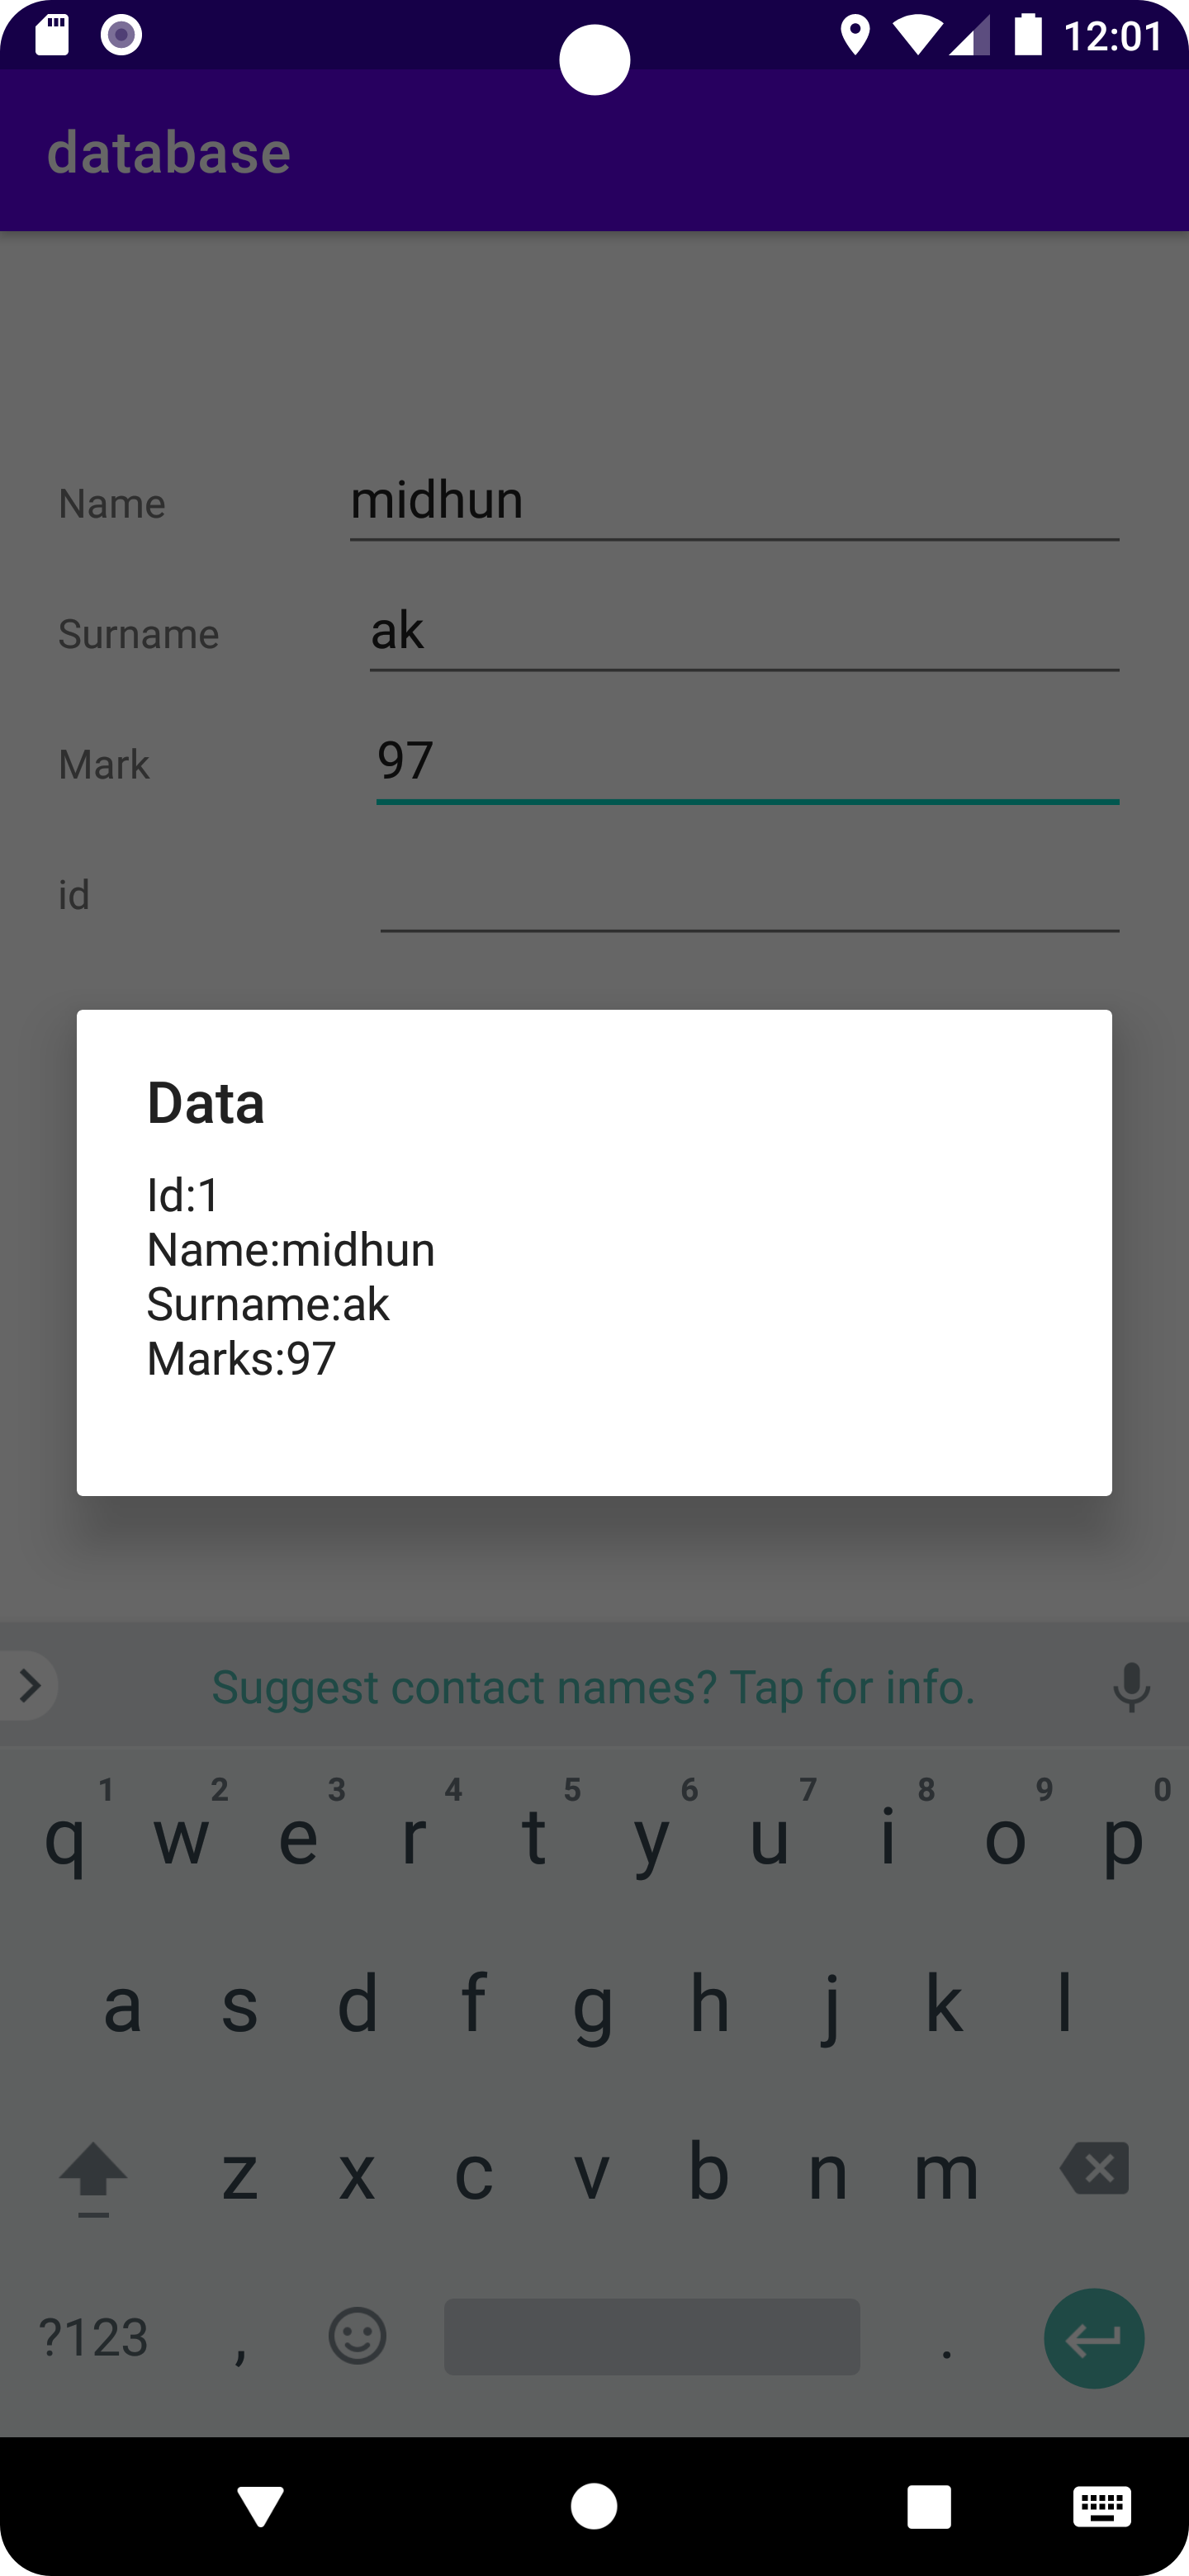 12:01
database
Name midhun
Surname ak
Mark 97
id
Data
Id:1
Name:midhun
Surname:ak
Marks:97
Suggest contact names? Tap for info.
1 2 3 4 5 6 7 8 9 0
q w e r t y u i o p
a s d f g h j k l
z x c v b n m
?123 , .